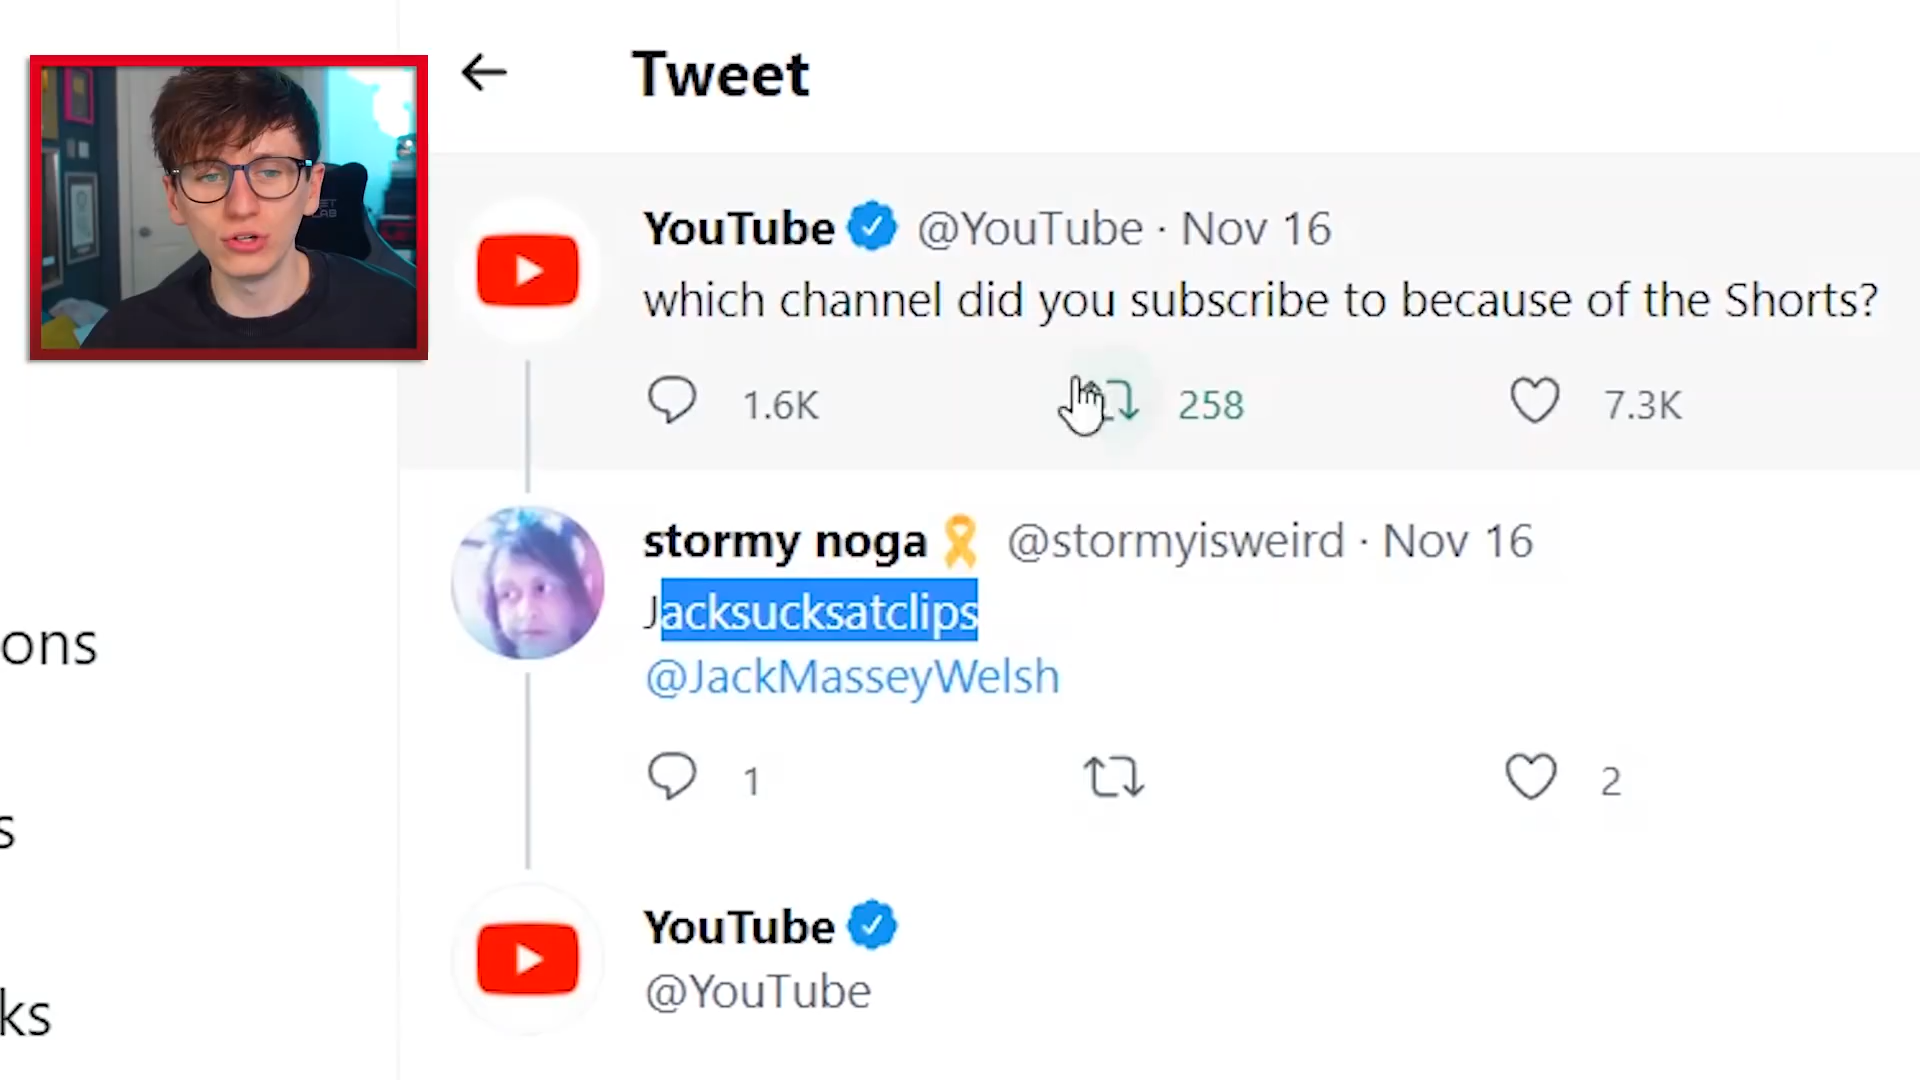 Tweet
YouTube @YouTube · Nov 16
which channel did you subscribe to because of the Shorts?
1.6K 258 7.3K
stormy noga @stormyisweird · Nov 16
Jacksucksatclips
@JackMasseyWelsh
1 2
ons
YouTube
s
@YouTube
ks